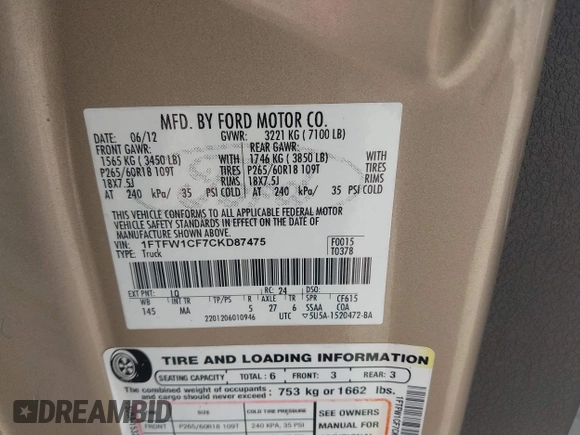 MFD. BY FORD MOTOR CO.
DATE: 06/12 GVWR: 3221 KG ( 7100 LB)
FRONT GAWR: REAR GAWR:
1565 KG ( 3450 LB) WITH 1746 KG ( 3850 LB) WITH
P265/60R18 109T TIRES P265/60R18 109T TIRES
18X7.5J RIMS 18X7.5J RIMS
AT 240 kPa/ 35 PSI COLD AT 240 kPa/ 35 PSI COLD
THIS VEHICLE CONFORMS TO ALL APPLICABLE FEDERAL MOTOR
VEHICLE SAFETY STANDARDS IN EFFECT ON THE DATE OF
MANUFACTURE SHOWN ABOVE.
VIN: 1FTFW1CF7CKD87475 F0015
TYPE: Truck T0378
EXT PNT: LQ RC: 24 DSO:
WB INT TR TP/PS R AXLE TR SPR CF615
145 MA 5 27 6 SSAA COA
2201206010946 UTC 5U5A-1520472-BA
TIRE AND LOADING INFORMATION
SEATING CAPACITY TOTAL: 6 FRONT: 3 REAR: 3
The combined weight of occupants and cargo should never exceed: 753 kg or 1662 lbs.
SIZE COLD TIRE PRESSURE SEE OWNERS
FRONT P265/60R18 109T 240 KPA, 35 PSI MANUAL FOR
DREAMBID